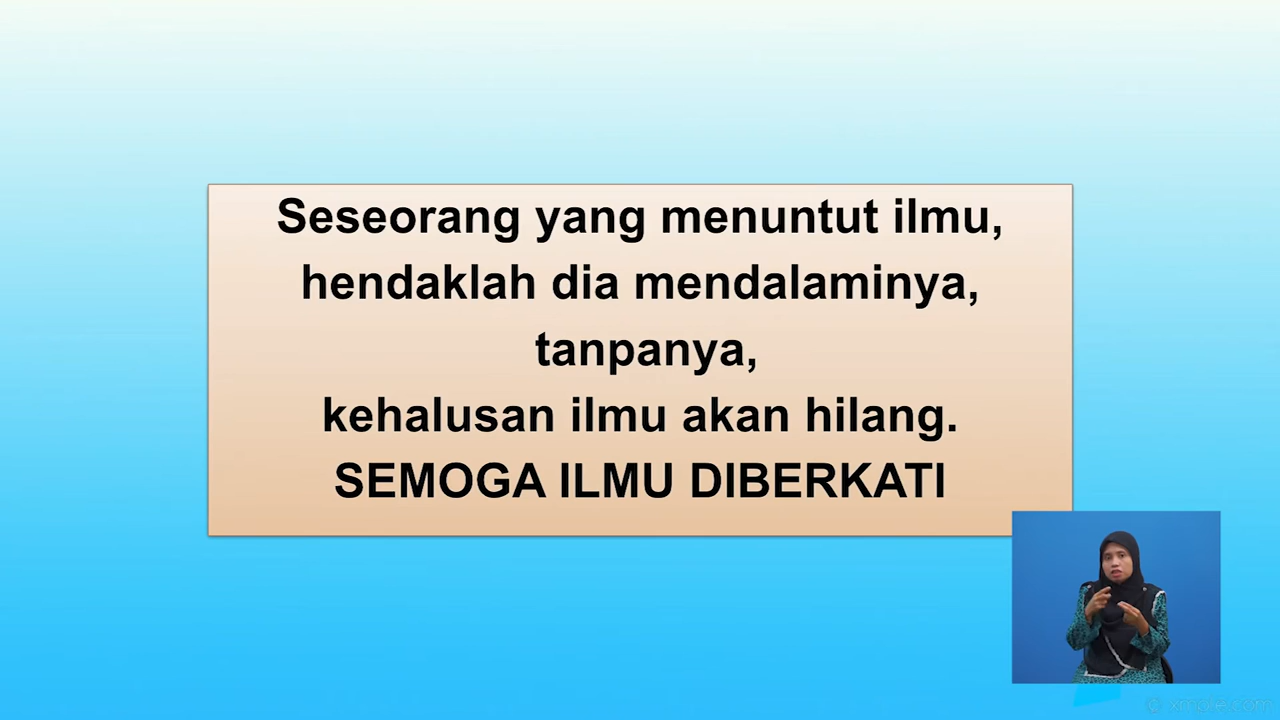 Seseorang yang menuntut ilmu,
hendaklah dia mendalaminya,
tanpanya,
kehalusan ilmu akan hilang.
SEMOGA ILMU DIBERKATI